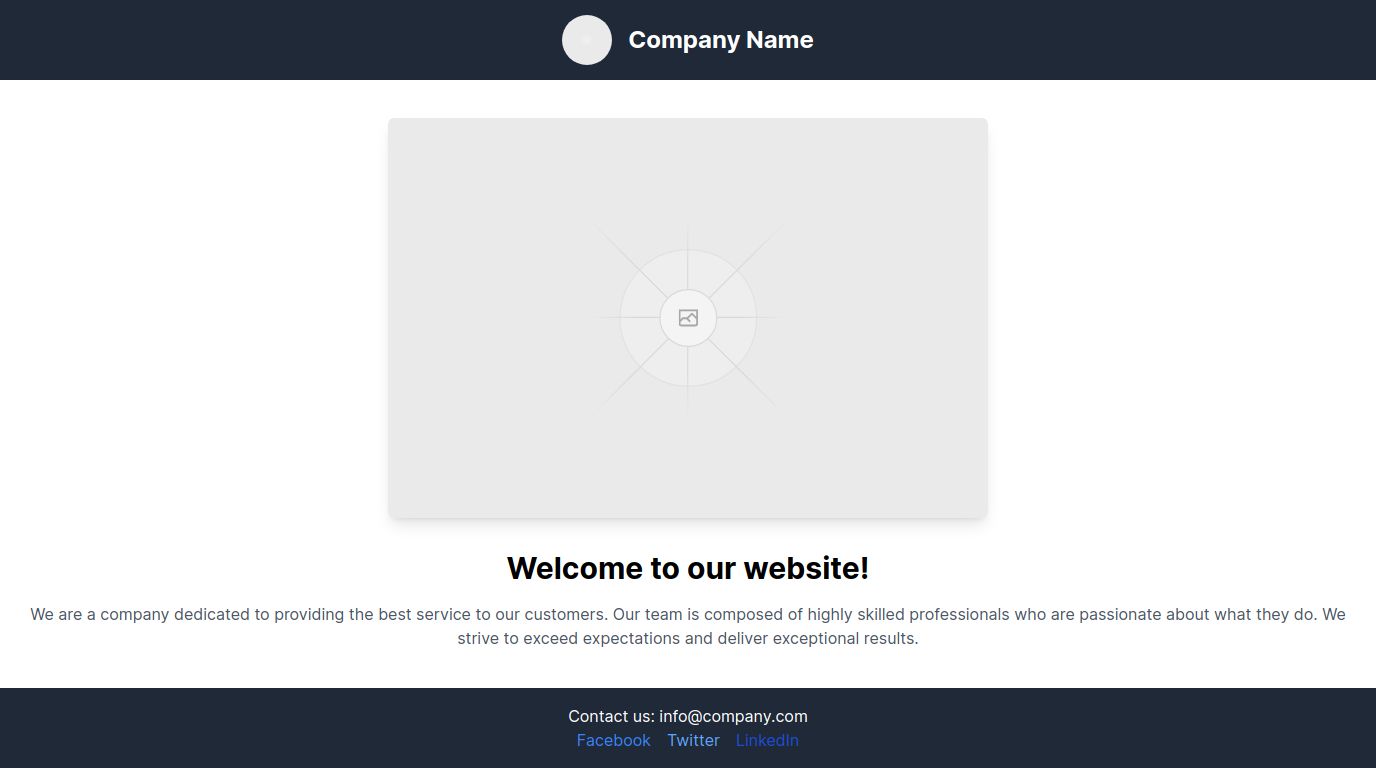 Company Name
Welcome to our website!
We are a company dedicated to providing the best service to our customers. Our team is composed of highly skilled professionals who are passionate about what they do. We
strive to exceed expectations and deliver exceptional results.
Contact us: info@company.com
Facebook Twitter LinkedIn